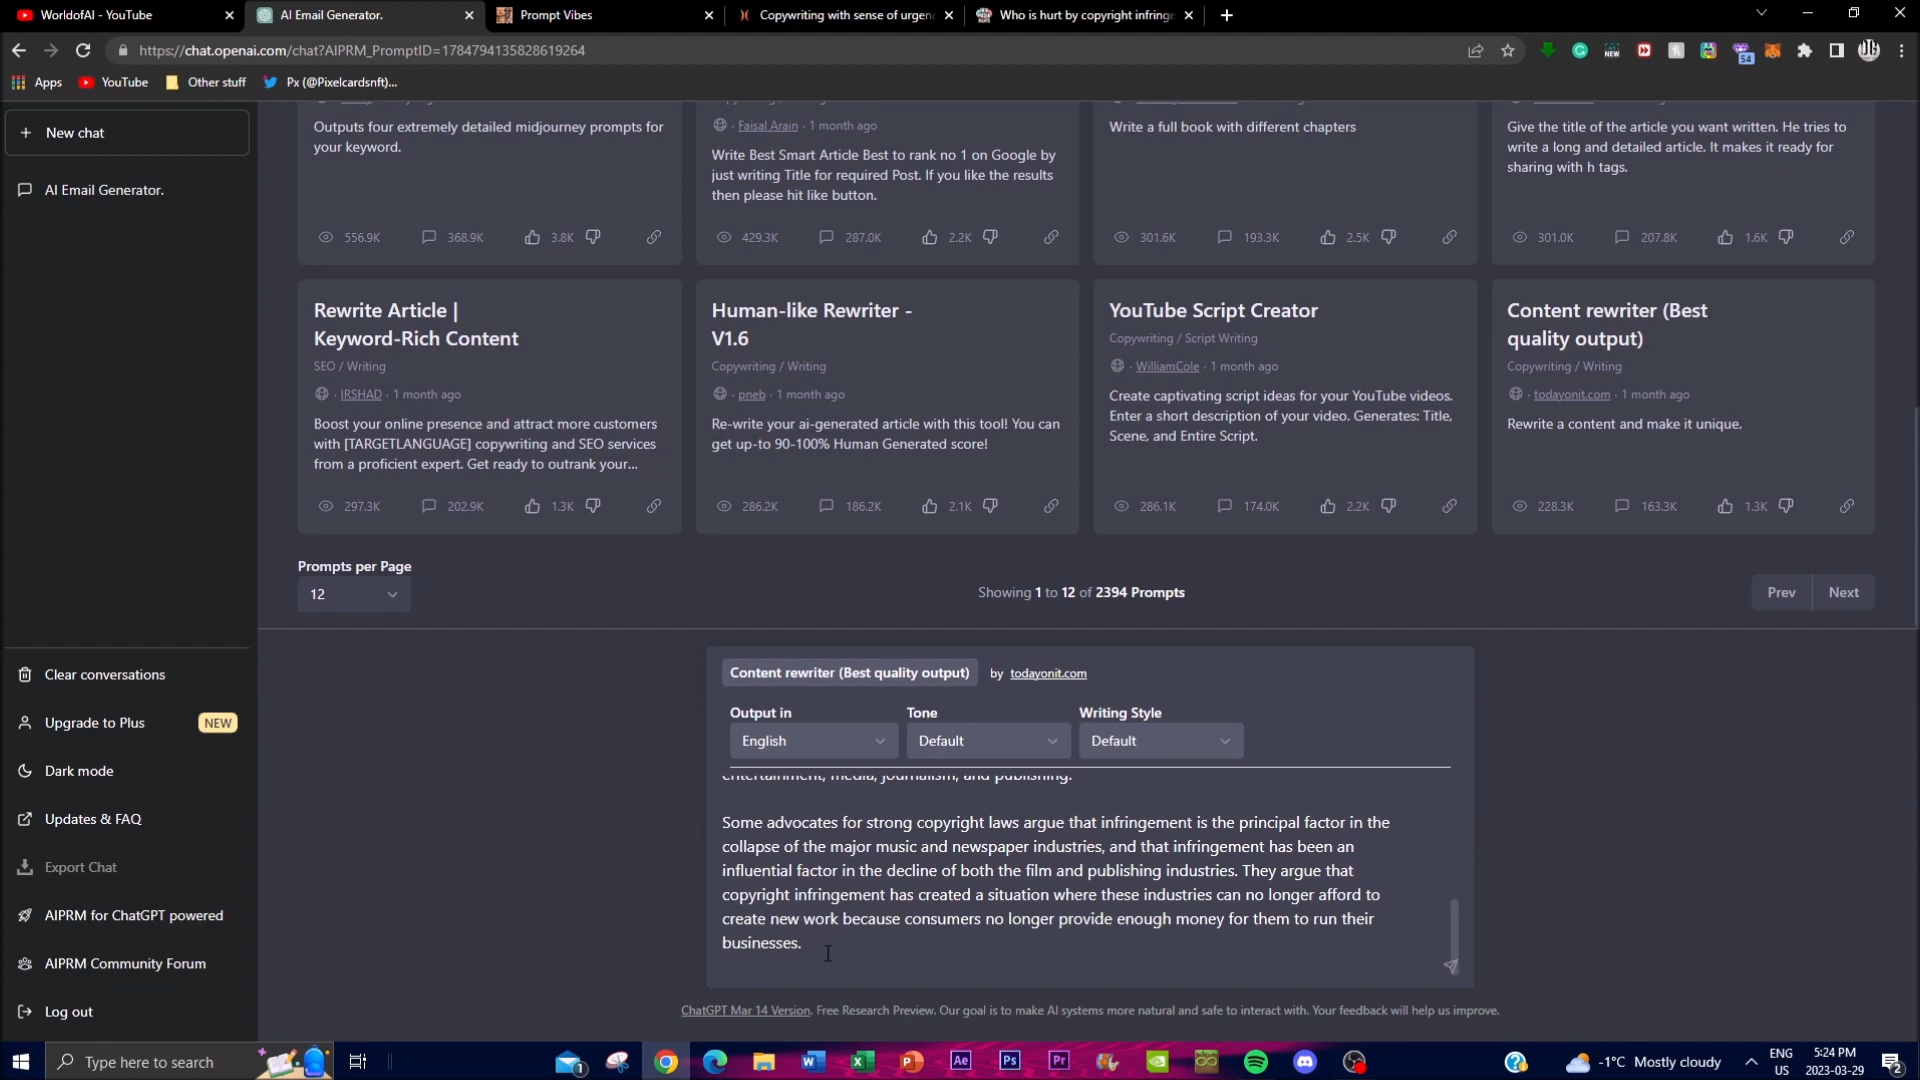 WorldofAI - YouTube
AI Email Generator.
Prompt Vibes
Copywriting with sense of urgen
Who is hurt by copyright infringe
https://chat.openai.com/chat?AIPRM_PromptID=1784794135828619264
NEW
54
Apps
YouTube
Other stuff
Px (@Pixelcardsnft)...
New chat
AI Email Generator.
Outputs four extremely detailed midjourney prompts for
your keyword.
556.9K
368.9K
3.8K
Faisal Arain · 1 month ago
Write Best Smart Article Best to rank no 1 on Google by
just writing Title for required Post. If you like the results
then please hit like button.
429.3K
287.0K
2.2K
Write a full book with different chapters
301.6K
193.3K
2.5K
Give the title of the article you want written. He tries to
write a long and detailed article. It makes it ready for
sharing with h tags.
301.0K
207.8K
1.6K
Rewrite Article |
Keyword-Rich Content
SEO / Writing
· IRSHAD · 1 month ago
Boost your online presence and attract more customers
with [TARGETLANGUAGE] copywriting and SEO services
from a proficient expert. Get ready to outrank your...
297.3K
202.9K
1.3K
Human-like Rewriter -
V1.6
Copywriting / Writing
· pneb · 1 month ago
Re-write your ai-generated article with this tool! You can
get up-to 90-100% Human Generated score!
286.2K
186.2K
2.1K
YouTube Script Creator
Copywriting / Script Writing
· WilliamCole · 1 month ago
Create captivating script ideas for your YouTube videos.
Enter a short description of your video. Generates: Title,
Scene, and Entire Script.
286.1K
174.0K
2.2K
Content rewriter (Best
quality output)
Copywriting / Writing
· todayonit.com · 1 month ago
Rewrite a content and make it unique.
228.3K
163.3K
1.3K
Prompts per Page
12
Showing 1 to 12 of 2394 Prompts
Prev
Next
Clear conversations
Upgrade to Plus
NEW
Dark mode
Updates & FAQ
Export Chat
AIPRM for ChatGPT powered
AIPRM Community Forum
Log out
Content rewriter (Best quality output)
by todayonit.com
Output in
English
Tone
Default
Writing Style
Default
entertainment, media, journalism, and publishing.
Some advocates for strong copyright laws argue that infringement is the principal factor in the
collapse of the major music and newspaper industries, and that infringement has been an
influential factor in the decline of both the film and publishing industries. They argue that
copyright infringement has created a situation where these industries can no longer afford to
create new work because consumers no longer provide enough money for them to run their
businesses.
ChatGPT Mar 14 Version. Free Research Preview. Our goal is to make AI systems more natural and safe to interact with. Your feedback will help us improve.
Type here to search
1
Ae
Ps
Pr
-1°C Mostly cloudy
ENG
US
5:24 PM
2023-03-29
2